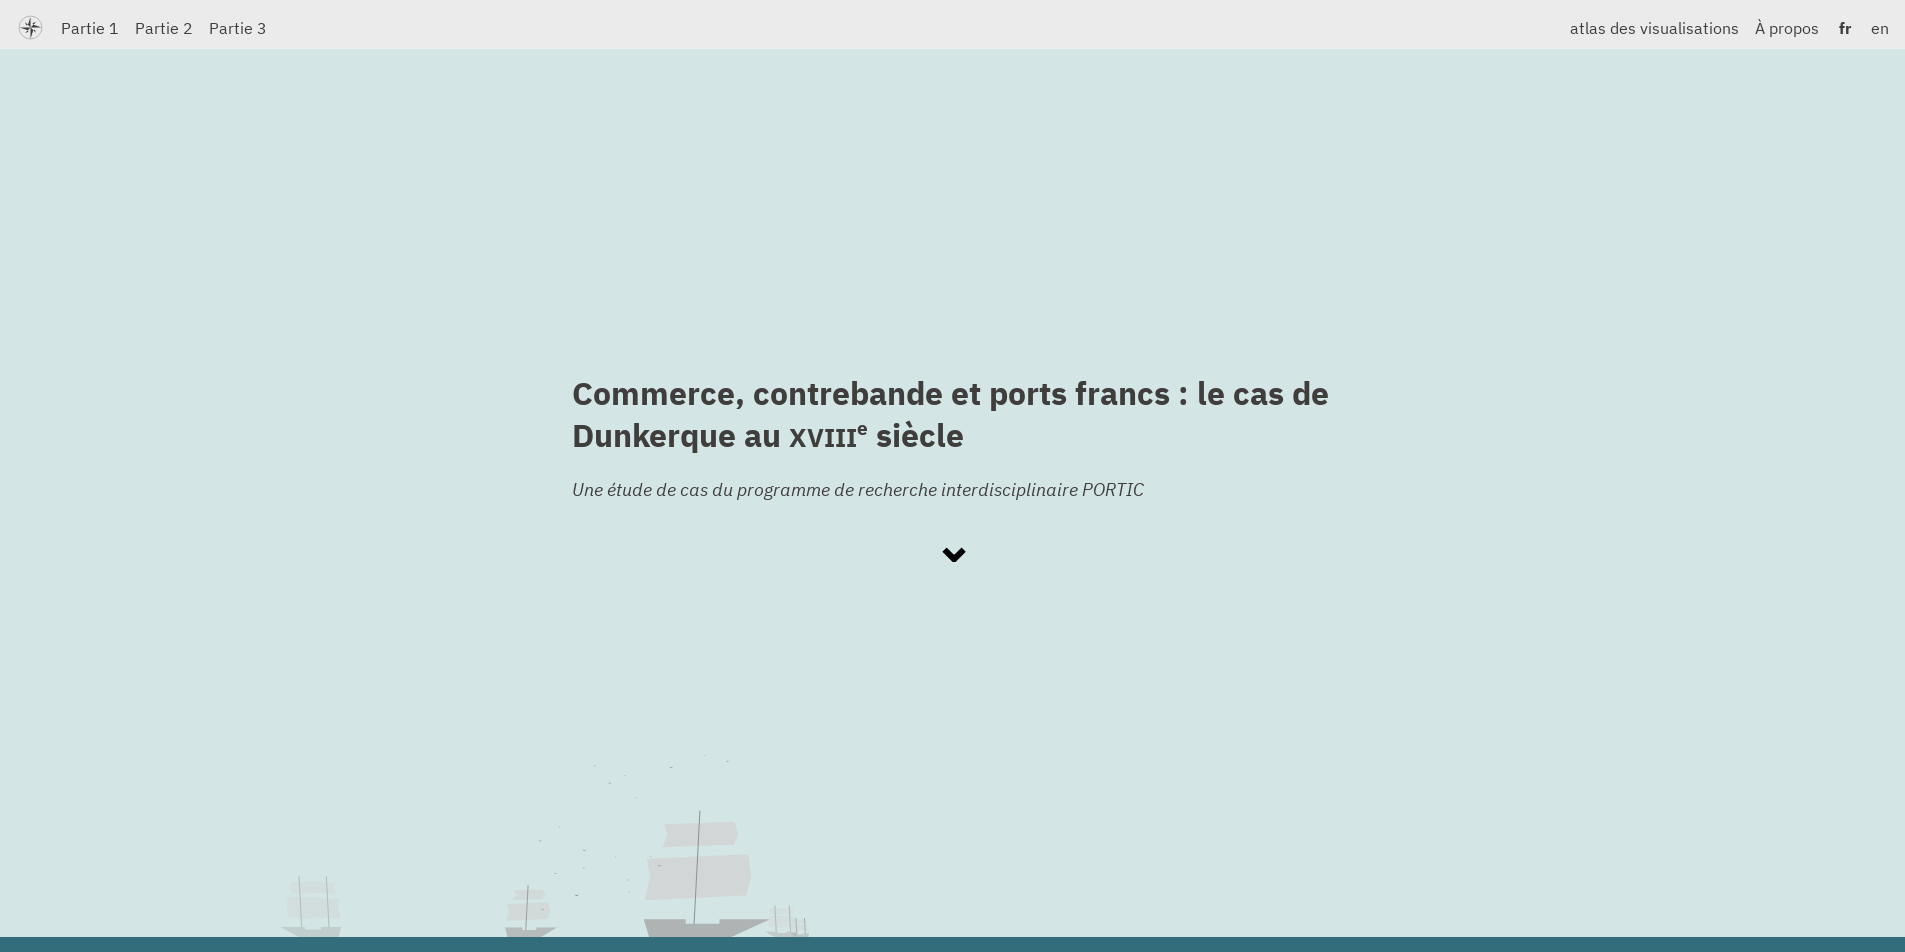 Partie 1 Partie 2 Partie 3 atlas des visualisations À propos fr en
Commerce, contrebande et ports francs : le cas de
Dunkerque au XVIIIe siècle
Une étude de cas du programme de recherche interdisciplinaire PORTIC